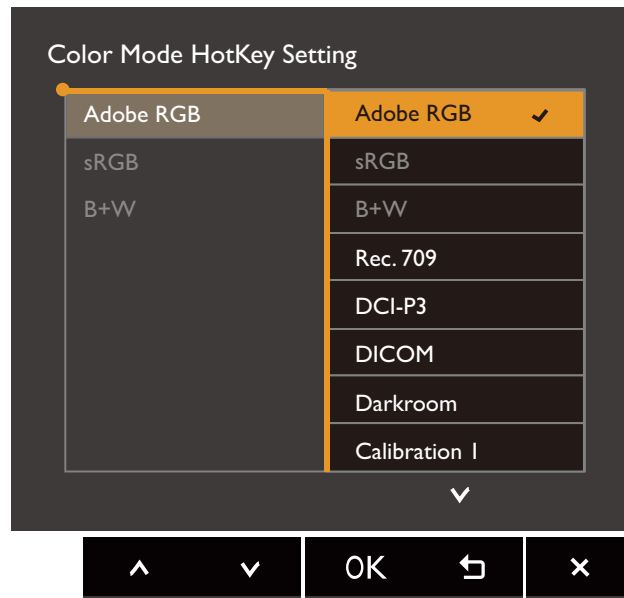 Color Mode HotKey Setting
Adobe RGB
sRGB
B+W
Adobe RGB
sRGB
B+W
Rec. 709
DCI-P3
DICOM
Darkroom
Calibration 1
OK